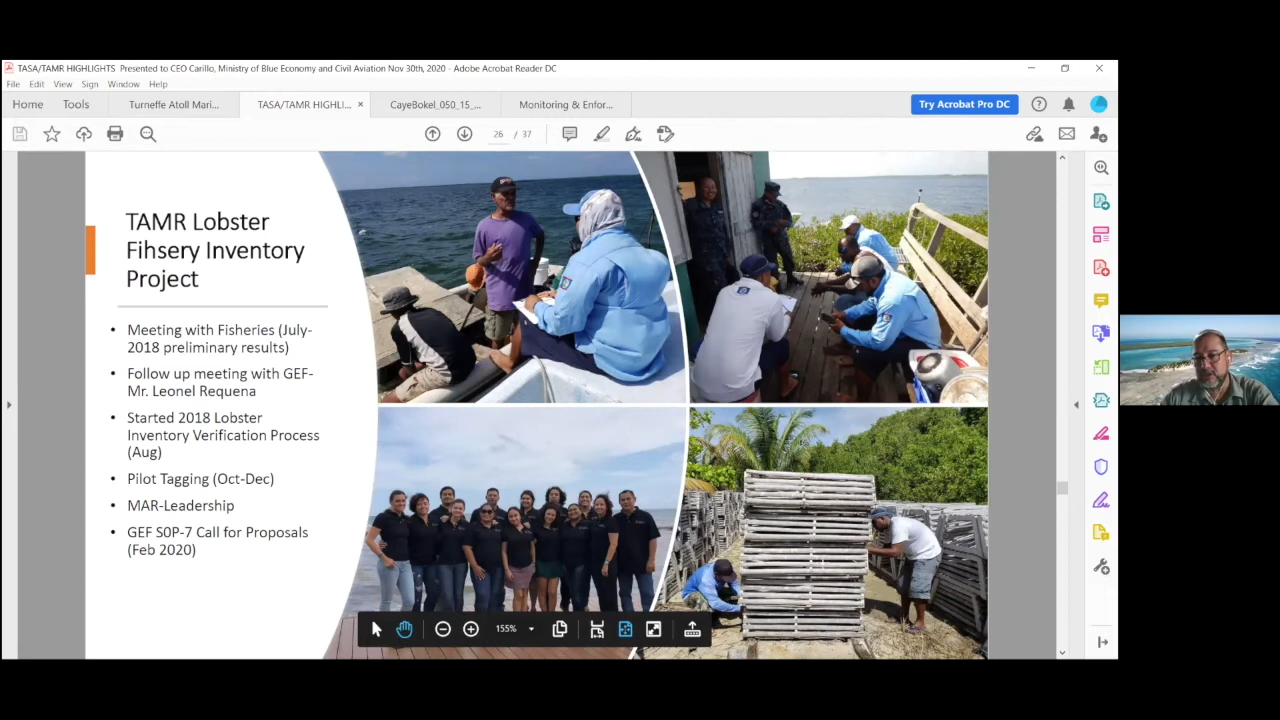 TASA/TAMR HIGHLIGHTS  Presented to CEO Carillo, Ministry of Blue Economy and Civil Aviation Nov 30th, 2020 - Adobe Acrobat Reader DC
File Edit View Sign Window Help
Home Tools Turneffe Atoll Mari... TASA/TAMR HIGHLI... × CayeBokel_050_15_... Monitoring & Enfor... Try Acrobat Pro DC
26 / 37
TAMR Lobster
Fihsery Inventory
Project
• Meeting with Fisheries (July-
2018 preliminary results)
• Follow up meeting with GEF-
Mr. Leonel Requena
• Started 2018 Lobster
Inventory Verification Process
(Aug)
• Pilot Tagging (Oct-Dec)
• MAR-Leadership
• GEF S0P-7 Call for Proposals
(Feb 2020)
155%